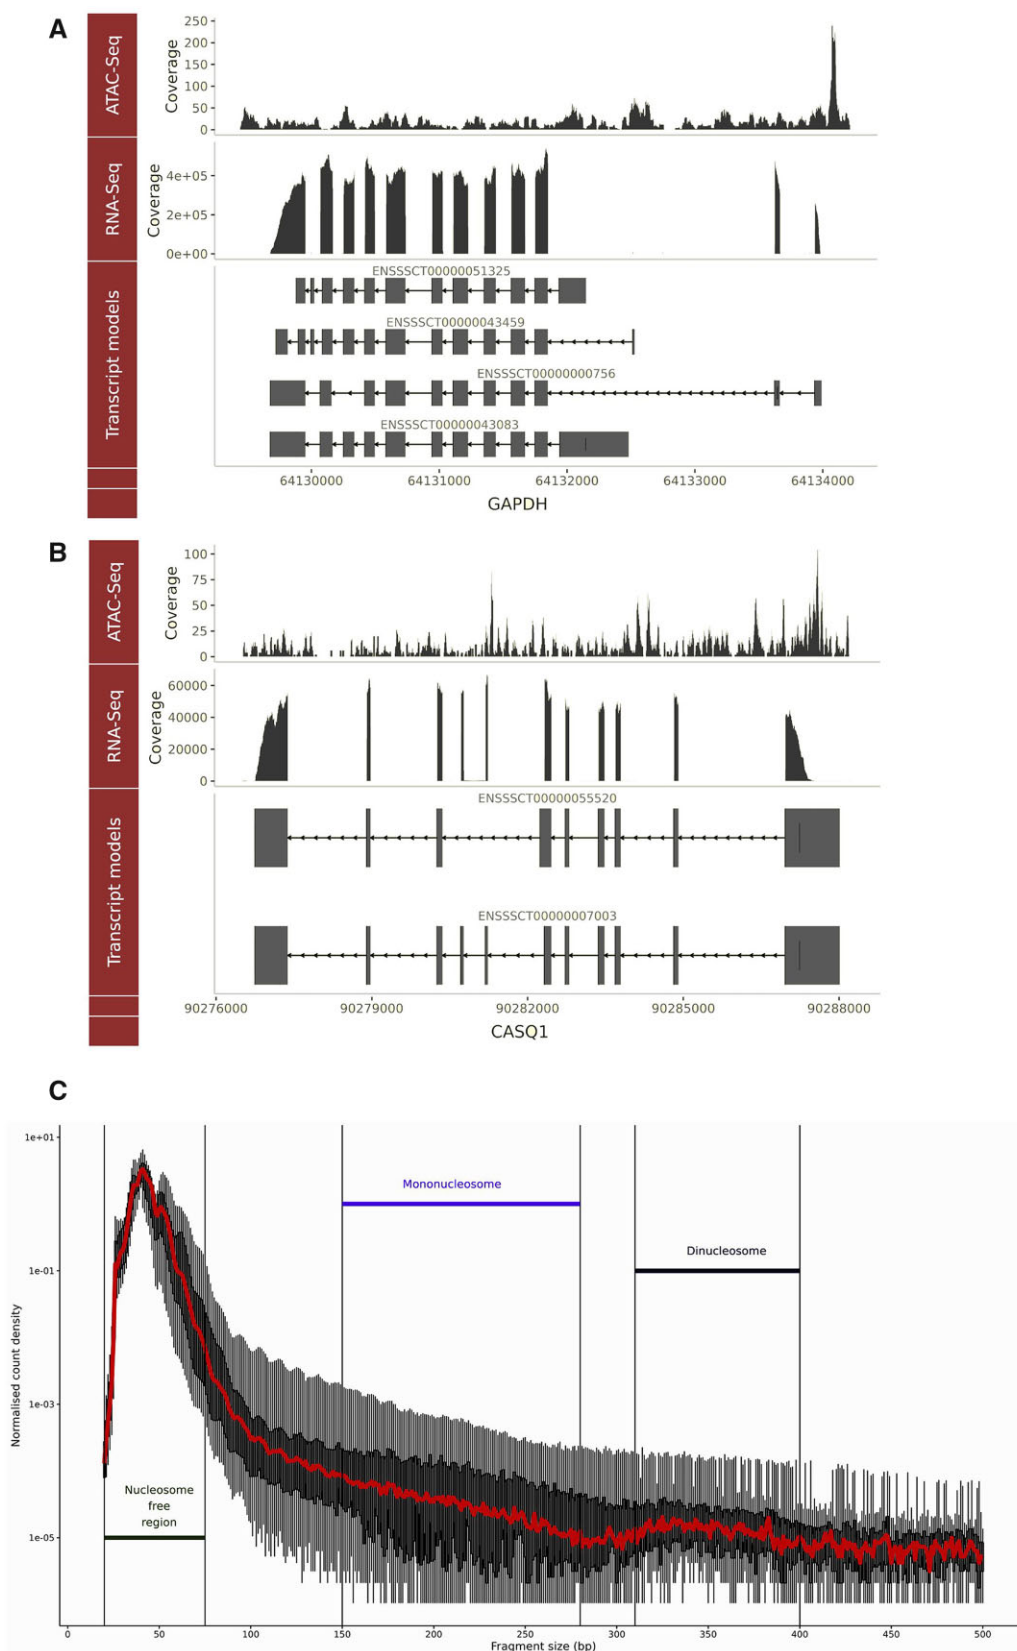 A
ATAC-Seq
Coverage
250
200
150
100
50
0
RNA-Seq
Coverage
4e+05
2e+05
0e+00
Transcript models
ENSSSCT00000051325
ENSSSCT00000043459
ENSSSCT00000000756
ENSSSCT00000043083
64130000 64131000 64132000 64133000 64134000
GAPDH
B
ATAC-Seq
Coverage
100
75
50
25
0
RNA-Seq
Coverage
60000
40000
20000
0
Transcript models
ENSSSCT00000055520
ENSSSCT00000007003
90276000 90279000 90282000 90285000 90288000
CASQ1
C
Normalised count density
1e+01
1e-01
1e-03
1e-05
Mononucleosome
Dinucleosome
Nucleosome
free
region
0 50 100 150 200 250 300 350 400 450 500
Fragment size (bp)